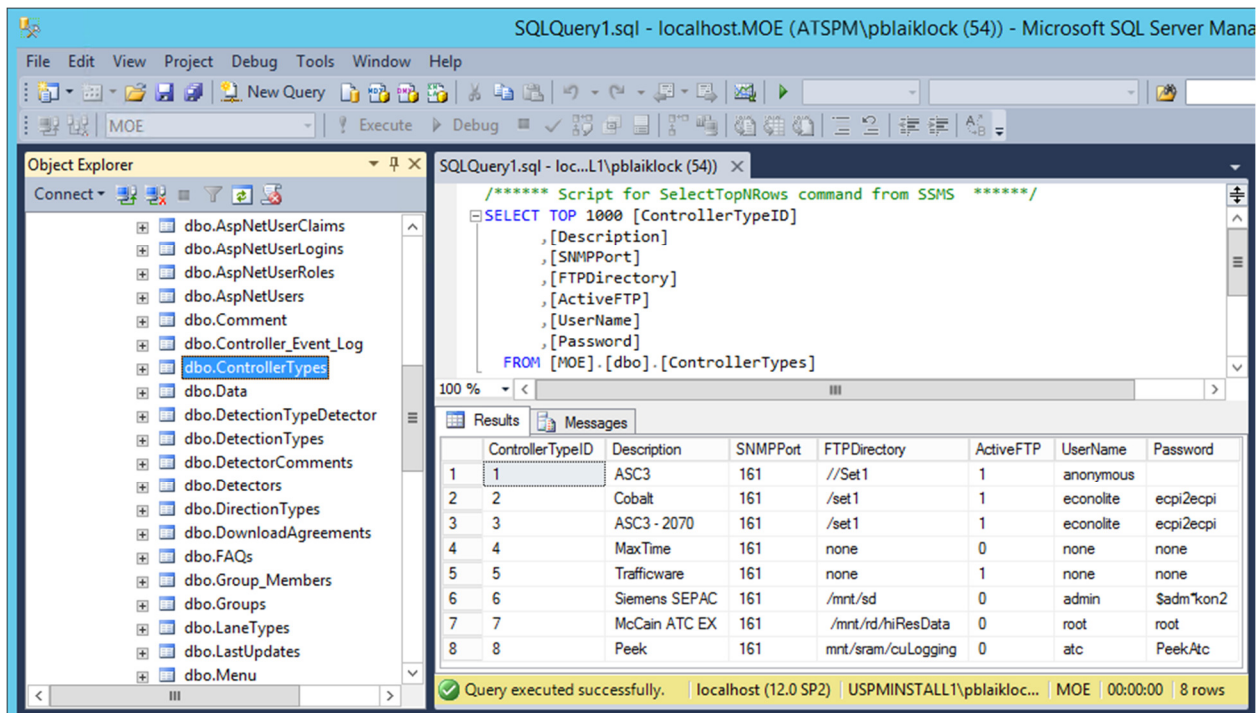 SQLQuery1.sql - localhost.MOE (ATSPM\pblaiklock (54)) - Microsoft SQL Server Mana
File Edit View Project Debug Tools Window Help
New Query
MOE Execute Debug
Object Explorer
Connect
dbo.AspNetUserClaims
dbo.AspNetUserLogins
dbo.AspNetUserRoles
dbo.AspNetUsers
dbo.Comment
dbo.Controller_Event_Log
dbo.ControllerTypes
dbo.Data
dbo.DetectionTypeDetector
dbo.DetectionTypes
dbo.DetectorComments
dbo.Detectors
dbo.DirectionTypes
dbo.DownloadAgreements
dbo.FAQs
dbo.Group_Members
dbo.Groups
dbo.LaneTypes
dbo.LastUpdates
dbo.Menu
SQLQuery1.sql - loc...L1\pblaiklock (54))
/****** Script for SelectTopNRows command from SSMS ******/
SELECT TOP 1000 [ControllerTypeID]
,[Description]
,[SNMPPort]
,[FTPDirectory]
,[ActiveFTP]
,[UserName]
,[Password]
FROM [MOE].[dbo].[ControllerTypes]
100 %
Results Messages
ControllerTypeID Description SNMPPort FTPDirectory ActiveFTP UserName Password
1 1 ASC3 161 //Set1 1 anonymous
2 2 Cobalt 161 /set1 1 econolite ecpi2ecpi
3 3 ASC3 - 2070 161 /set1 1 econolite ecpi2ecpi
4 4 MaxTime 161 none 0 none none
5 5 Trafficware 161 none 1 none none
6 6 Siemens SEPAC 161 /mnt/sd 0 admin $adm*kon2
7 7 McCain ATC EX 161 /mnt/rd/hiResData 0 root root
8 8 Peek 161 mnt/sram/cuLogging 0 atc PeekAtc
Query executed successfully. localhost (12.0 SP2) USPMINSTALL1\pblaikloc... MOE 00:00:00 8 rows